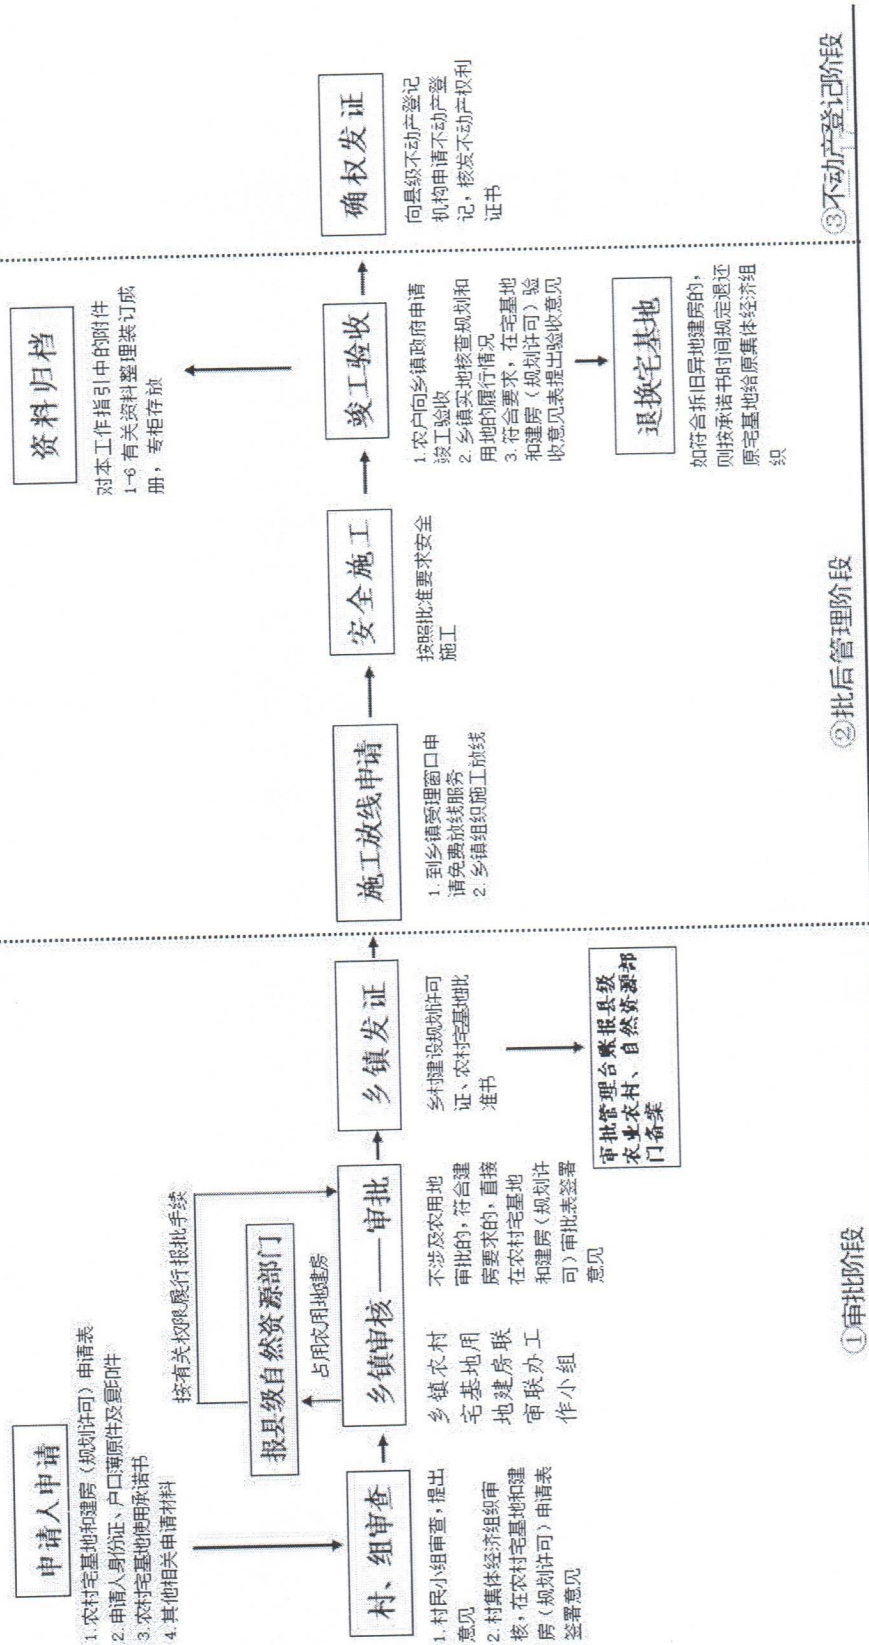 申请人申请
1.农村宅基地和建房（规划许可）申请表
2.申请人身份证、户口薄原件及复印件
3.农村宅基地使用承诺书
4.其他相关申请材料
村、组审查
1.村民小组审查，提出
意见
2.村集体经济组织审
核，在农村宅基地和建
房（规划许可）申请表
签署意见
按有关权限履行报批手续
报县级自然资源部门
占用农用地建房
乡镇审核——审批
乡镇农村
宅基地用
地建房联
审联办工
作小组
不涉及农用地
审批的，符合建
房要求的，直接
在农村宅基地
和建房（规划许
可）审批表签署
意见
乡镇发证
乡村建设规划许可
证、农村宅基地批
准书
审批管理台账报县级
农业农村、自然资源部
门备案
①审批阶段
施工放线申请
1.到乡镇受理窗口申
请免费放线服务
2.乡镇组织施工放线
安全施工
按照批准要求安全
施工
资料归档
对本工作指引中的附件
1-6有关资料整理装订成
册，专柜存放
竣工验收
1.农户向乡镇政府申请
竣工验收
2.乡镇实地核查规划和
用地的履行情况
3.符合要求，在宅基地
和建房（规划许可）验
收意见表提出验收意见
退换宅基地
如符合拆旧异地建房的，
则按承诺书时间规定退还
原宅基地给原集体经济组
织
②批后管理阶段
确权发证
向县级不动产登记
机构申请不动产登
记，核发不动产权利
证书
③不动产登记阶段